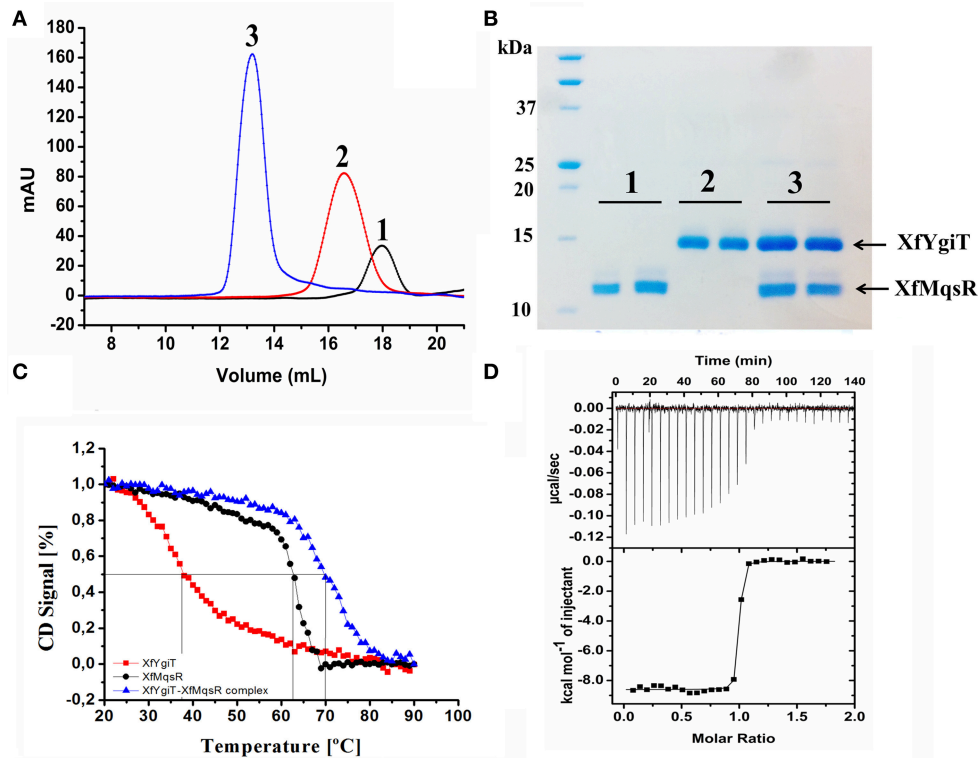 A
180
160
140
120
100
80
60
40
20
0
-20
mAU
3
2
1
8
10
12
14
16
18
20
Volume (mL)
B
kDa
37
25
20
15
10
1
2
3
XfYgiT
XfMqsR
C
1,2
1,0
0,8
0,6
0,4
0,2
0,0
-0,2
CD Signal [%]
XfYgiT
XfMqsR
XfYgiT-XfMqsR complex
20 30 40 50 60 70 80 90 100
Temperature [ºC]
D
Time (min)
0 20 40 60 80 100 120 140
0.00
-0.02
-0.04
-0.06
-0.08
-0.10
-0.12
µcal/sec
0.0
-2.0
-4.0
-6.0
-8.0
kcal mol⁻¹ of injectant
0.0 0.5 1.0 1.5 2.0
Molar Ratio